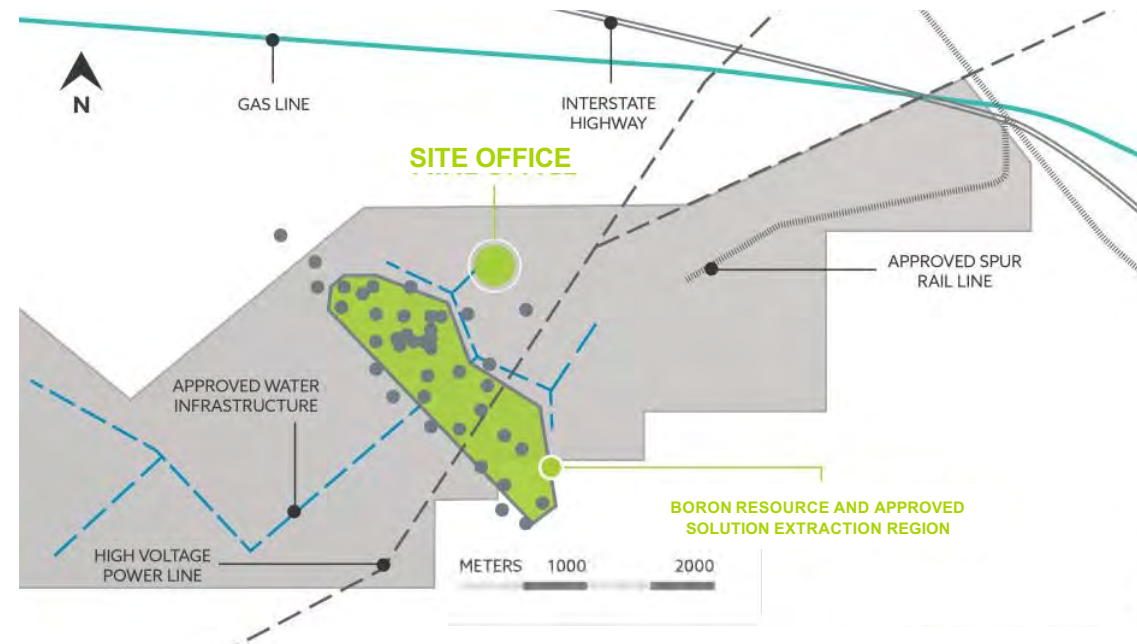 N
GAS LINE
INTERSTATE
HIGHWAY
SITE OFFICE
APPROVED SPUR
RAIL LINE
APPROVED WATER
INFRASTRUCTURE
BORON RESOURCE AND APPROVED
SOLUTION EXTRACTION REGION
HIGH VOLTAGE
POWER LINE
METERS 1000 2000